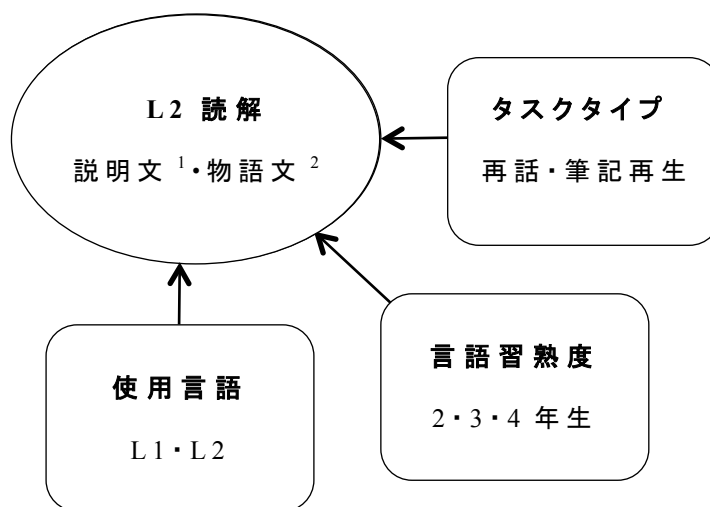 L2 読解
説明文 1・物語文 2
タスクタイプ
再話・筆記再生
使用言語
L1・L2
言語習熟度
2・3・4 年生